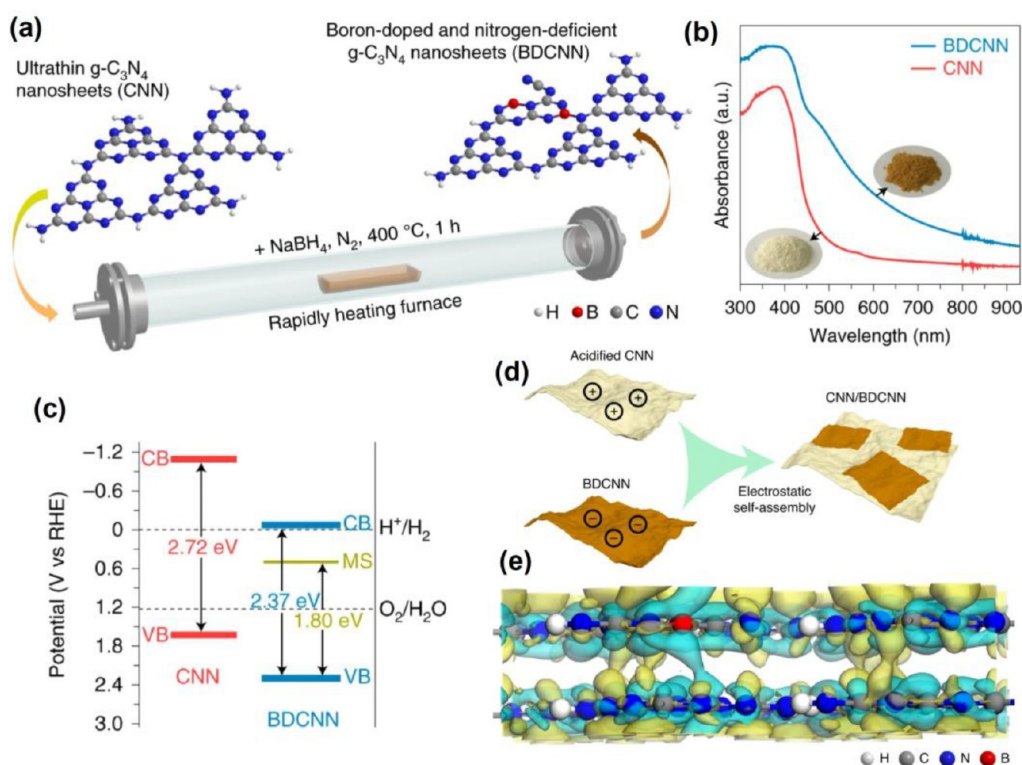 (a)
Ultrathin g-C₃N₄
nanosheets (CNN)
Boron-doped and nitrogen-deficient
g-C₃N₄ nanosheets (BDCNN)
+ NaBH₄, N₂, 400 °C, 1 h
Rapidly heating furnace
H B C N
(b)
BDCNN
CNN
Absorbance (a.u.)
300 400 500 600 700 800 900
Wavelength (nm)
(c)
Potential (V vs RHE)
−1.2
−0.6
0
0.6
1.2
1.8
2.4
3.0
CB
2.72 eV
VB
CNN
CB
MS
2.37 eV
1.80 eV
VB
BDCNN
H⁺/H₂
O₂/H₂O
(d)
Acidified CNN
+ + +
BDCNN
− − −
Electrostatic
self-assembly
CNN/BDCNN
(e)
H C N B